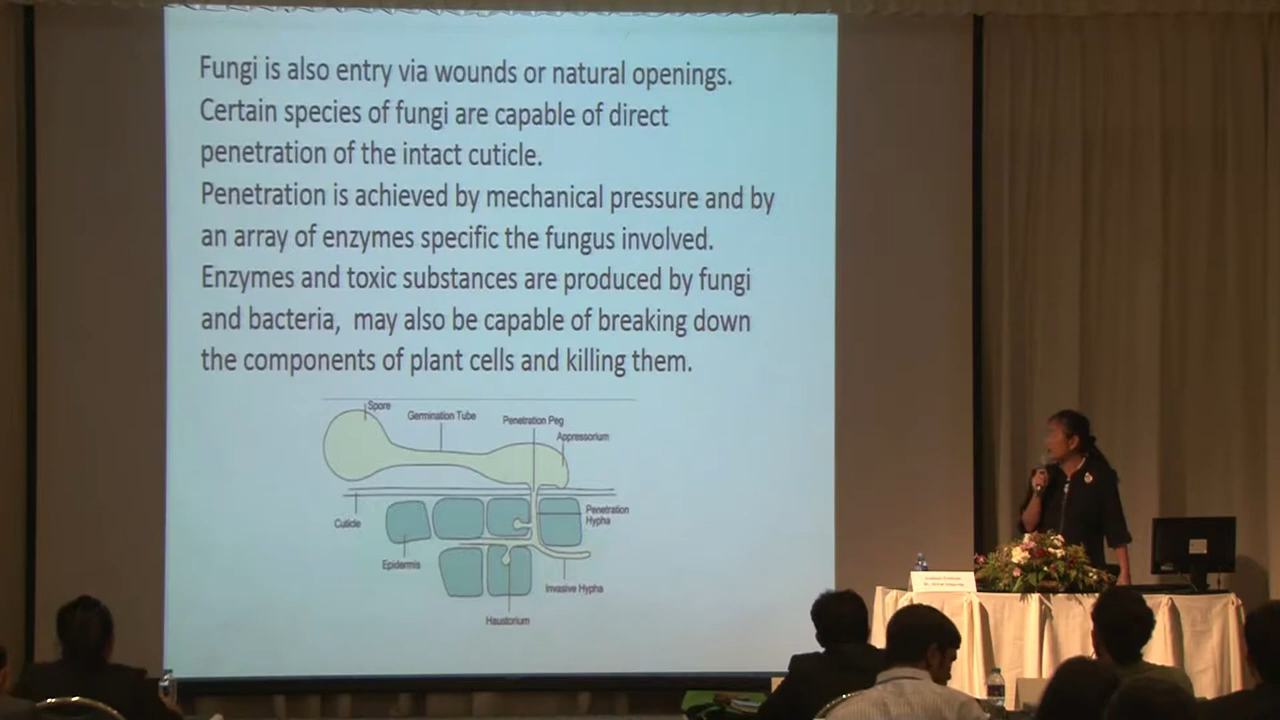 Fungi is also entry via wounds or natural openings.
Certain species of fungi are capable of direct
penetration of the intact cuticle.
Penetration is achieved by mechanical pressure and by
an array of enzymes specific the fungus involved.
Enzymes and toxic substances are produced by fungi
and bacteria, may also be capable of breaking down
the components of plant cells and killing them.
Spore
Germination Tube
Penetration Peg
Appressorium
Cuticle
Penetration
Hypha
Epidermis
Invasive Hypha
Haustorium